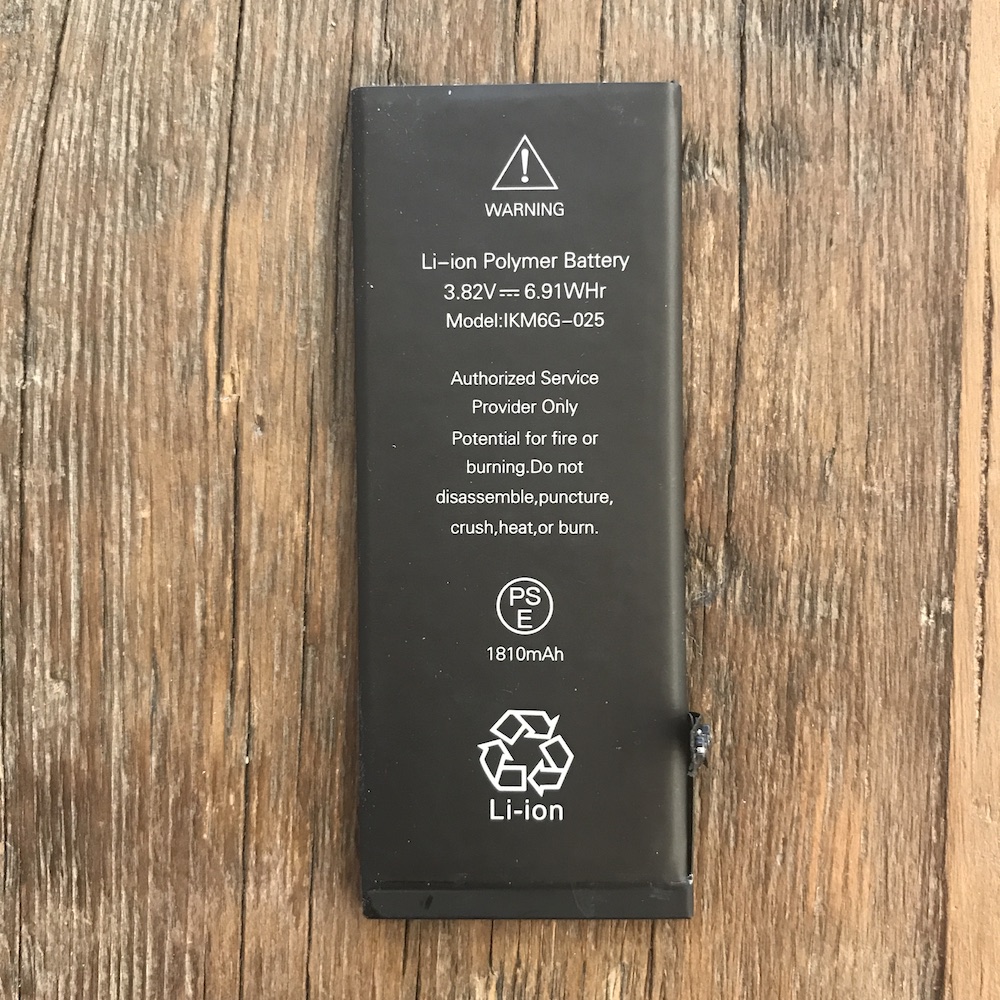 WARNING
Li-ion Polymer Battery
3.82V⎓6.91WHr
Model:IKM6G-025
Authorized Service
Provider Only
Potential for fire or
burning.Do not
disassemble,puncture,
crush,heat,or burn.
PS
E
1810mAh
Li-ion